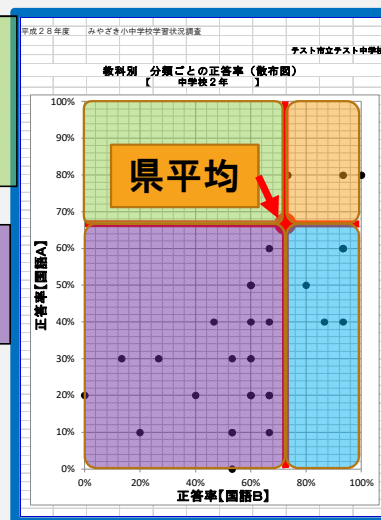 平成２８年度　みやざき小中学校学習状況調査
テスト市立テスト中学校
教科別　分類ごとの正答率（散布図）
【　中学校２年　】
100%
90%
80%
70%
60%
50%
40%
30%
20%
10%
0%
県平均
正答率【国語A】
0%
20%
40%
60%
80%
100%
正答率【国語B】